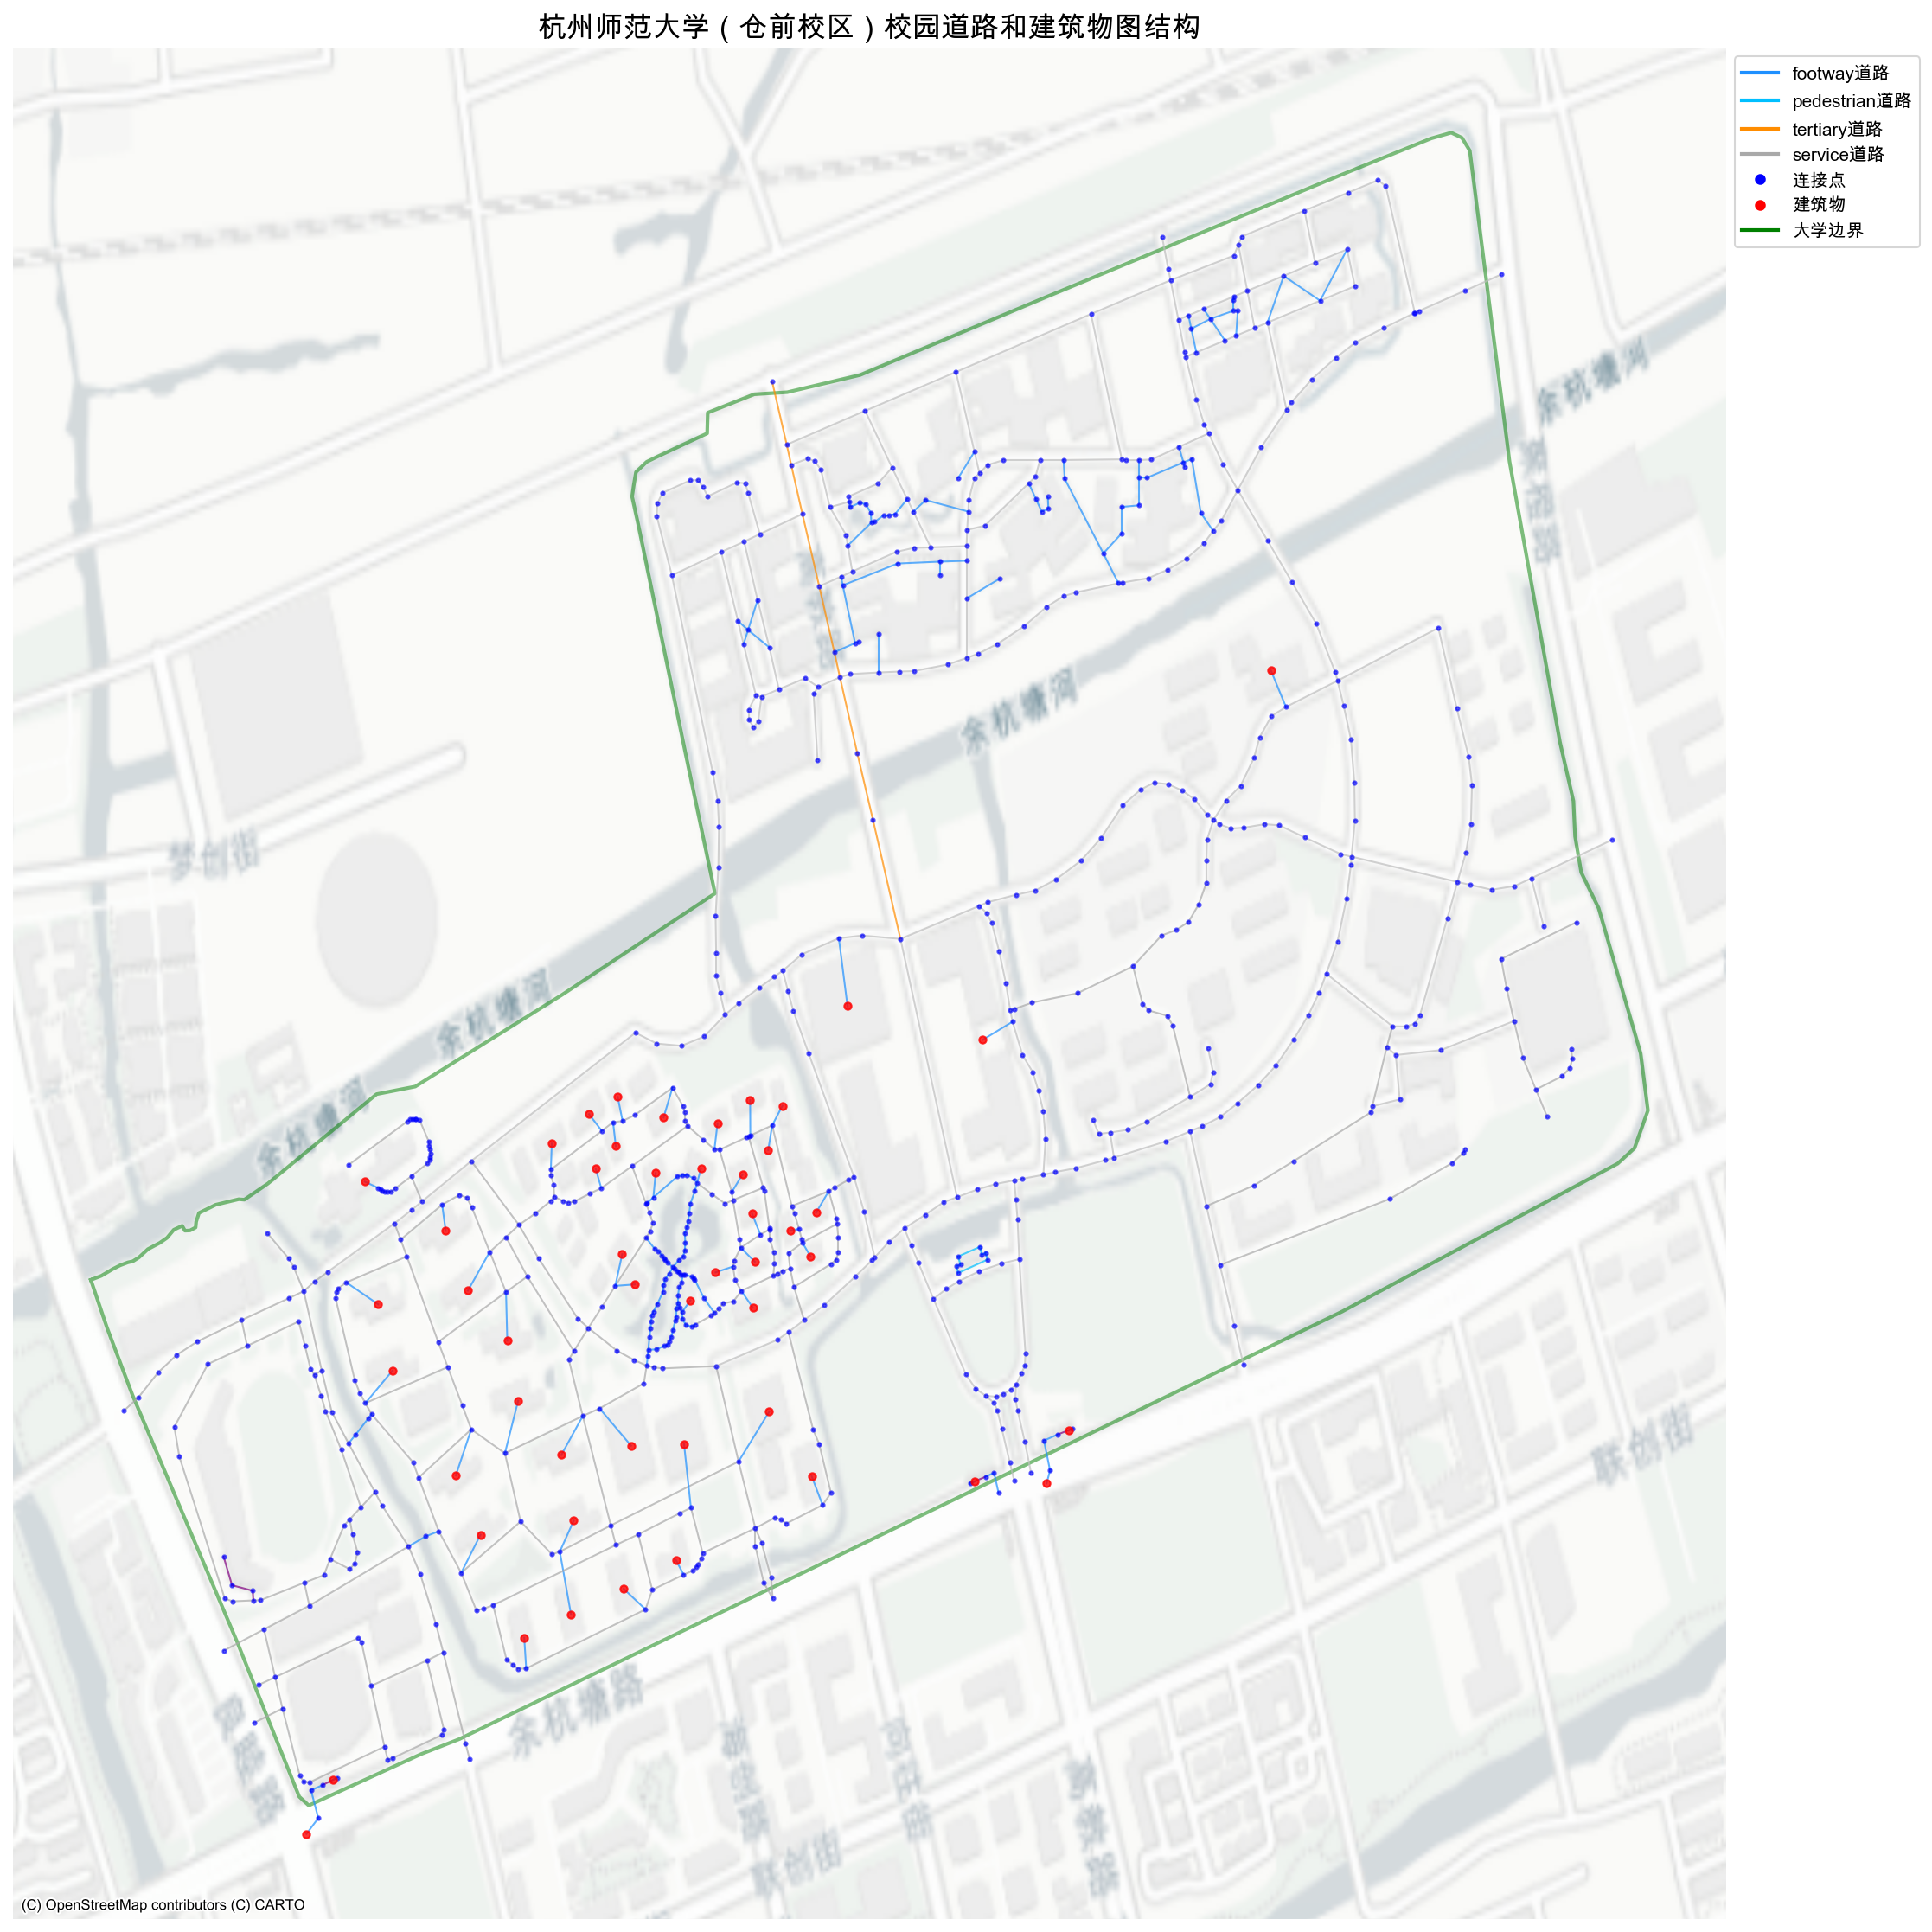 杭州师范大学（仓前校区）校园道路和建筑物图结构
footway道路
pedestrian道路
tertiary道路
service道路
连接点
建筑物
大学边界
余杭塘河
余杭塘河
梦创街
余杭塘河
余杭塘河
联创街
余杭塘路
联创街
(C) OpenStreetMap contributors (C) CARTO